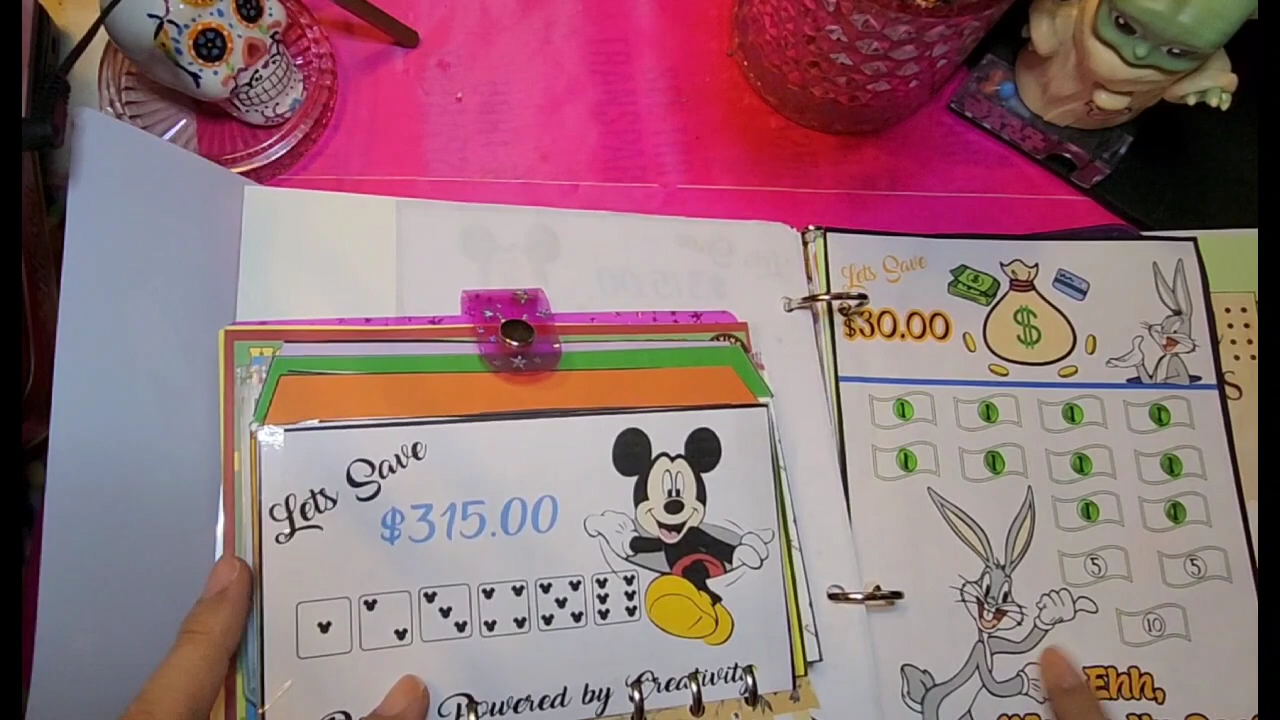 Lets Save
$315.00
Powered by Creativity
Lets Save
$30.00
$
1 1 1 1
1 1 1 1
1 1
5 5
10
Ehh,